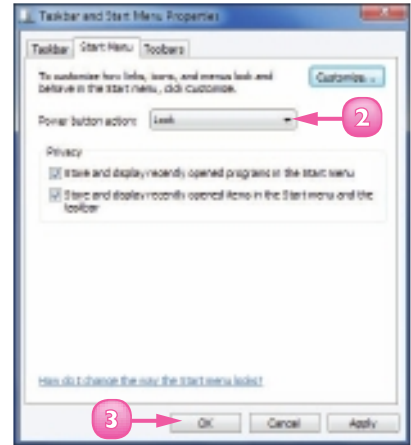 Taskbar and Start Menu Properties
Taskbar Start Menu Toolbars
To customize how links, icons, and menus look and
behave in the Start menu, click Customize.
Customize...
Power button action: Lock
2
Privacy
Store and display recently opened programs in the Start menu
Store and display recently opened items in the Start menu and the
taskbar
How do I change the way the Start menu looks?
3
OK Cancel Apply